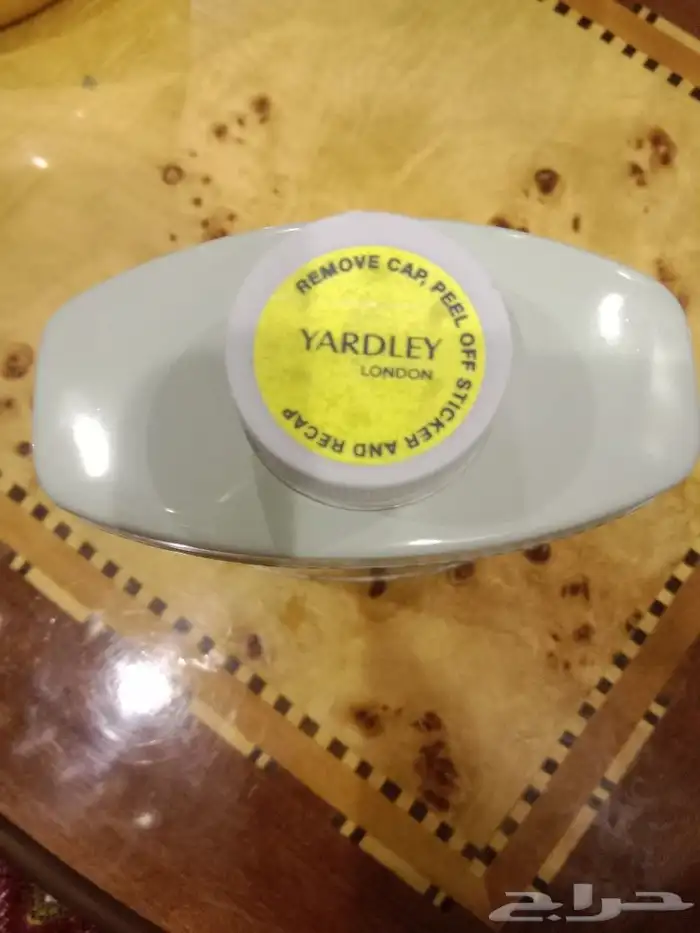 REMOVE CAP, PEEL OFF STICKER AND RECAP
YARDLEY
LONDON
حراج